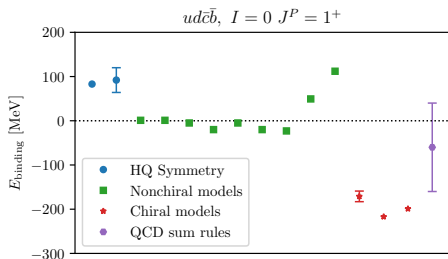 udc̄b̄, I = 0 J^P = 1^+
E_binding [MeV]
200
100
0
−100
−200
−300
HQ Symmetry
Nonchiral models
Chiral models
QCD sum rules